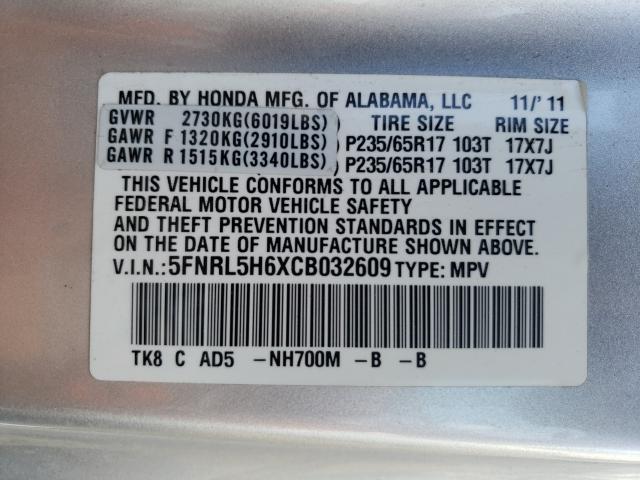 MFD. BY HONDA MFG. OF ALABAMA, LLC 11/'11
GVWR 2730KG(6019LBS) TIRE SIZE RIM SIZE
GAWR F 1320KG(2910LBS) P235/65R17 103T 17X7J
GAWR R 1515KG(3340LBS) P235/65R17 103T 17X7J
THIS VEHICLE CONFORMS TO ALL APPLICABLE
FEDERAL MOTOR VEHICLE SAFETY
AND THEFT PREVENTION STANDARDS IN EFFECT
ON THE DATE OF MANUFACTURE SHOWN ABOVE.
V.I.N.:5FNRL5H6XCB032609 TYPE: MPV
TK8 C AD5 -NH700M -B -B